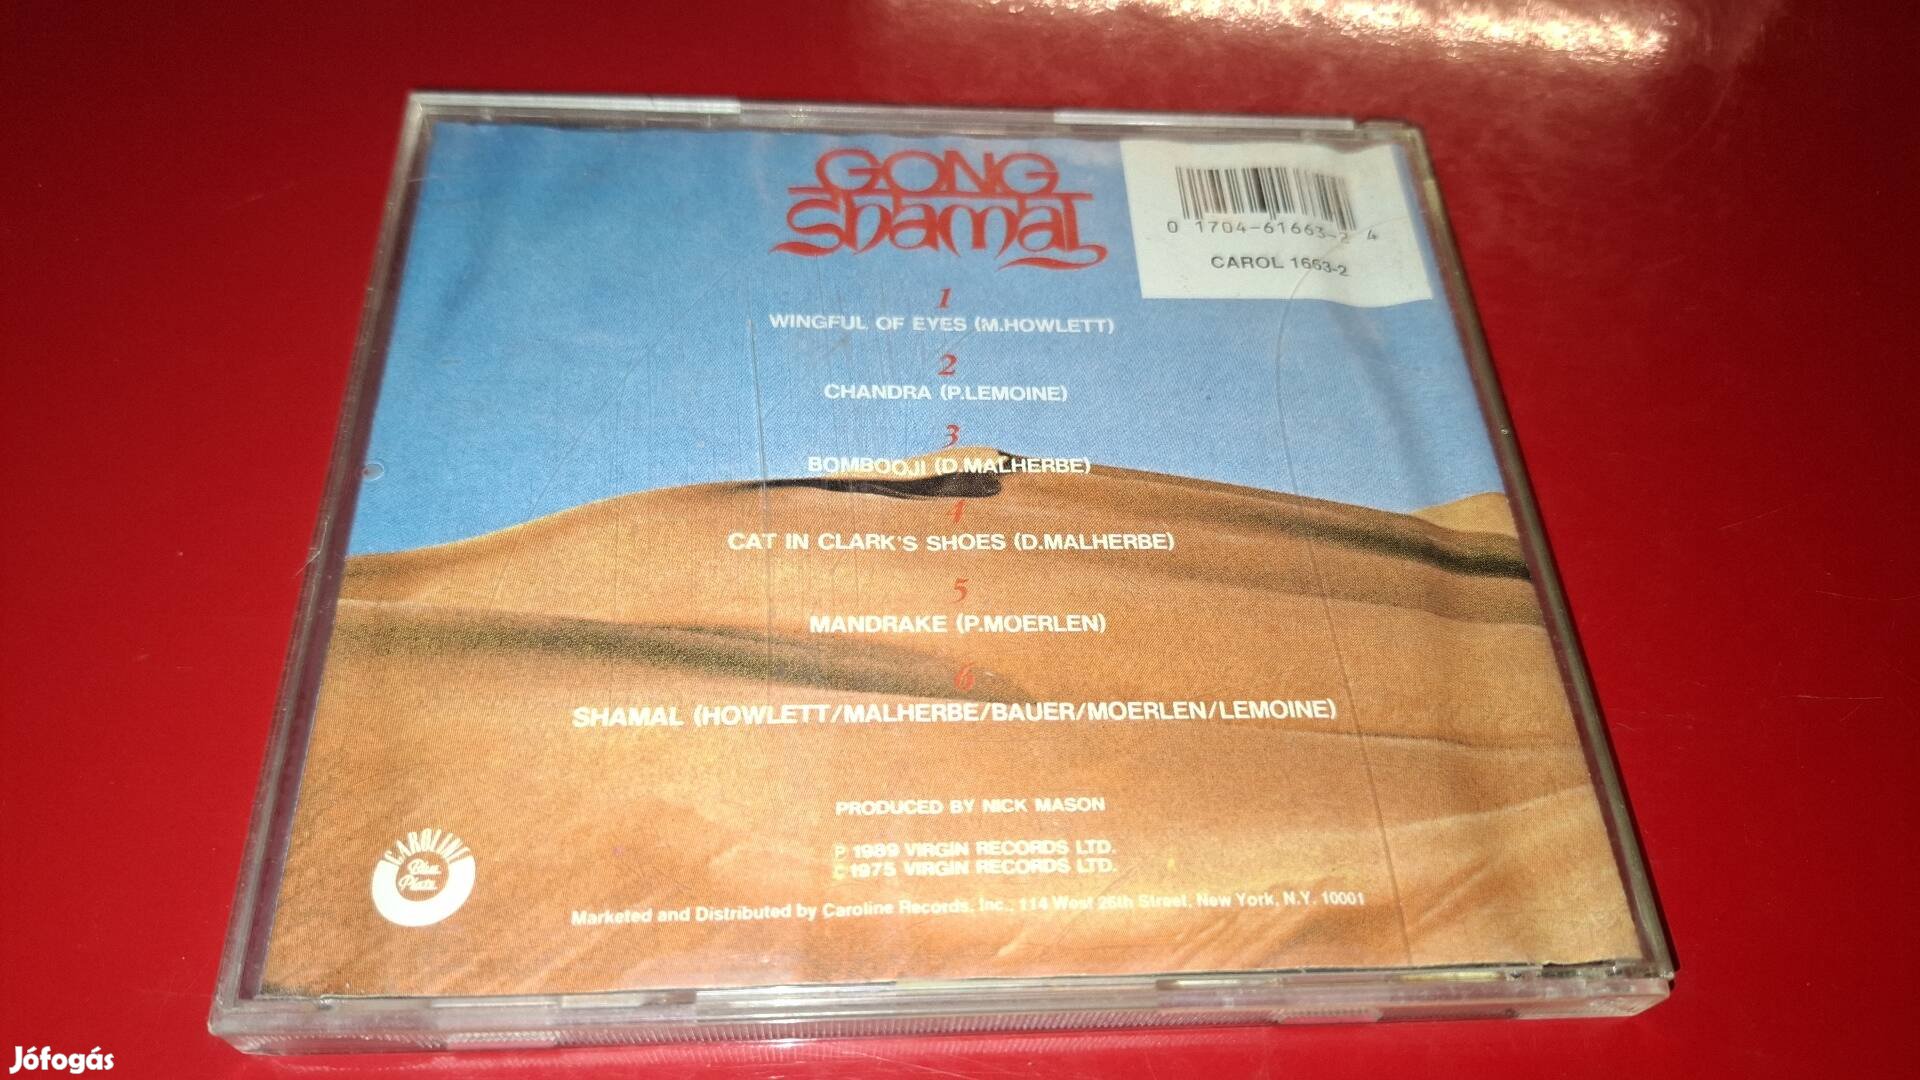 GONG
Shamal
0 1704-61663-2 4
CAROL 1663-2
1
WINGFUL OF EYES (M.HOWLETT)
2
CHANDRA (P.LEMOINE)
3
BOMBOOJI (D.MALHERBE)
4
CAT IN CLARK'S SHOES (D.MALHERBE)
5
MANDRAKE (P.MOERLEN)
6
SHAMAL (HOWLETT/MALHERBE/BAUER/MOERLEN/LEMOINE)
PRODUCED BY NICK MASON
P 1989 VIRGIN RECORDS LTD.
C 1975 VIRGIN RECORDS LTD.
Marketed and Distributed by Caroline Records, Inc., 114 West 26th Street, New York, N.Y. 10001
CAROLINE
Blue
Plate
Jófogás